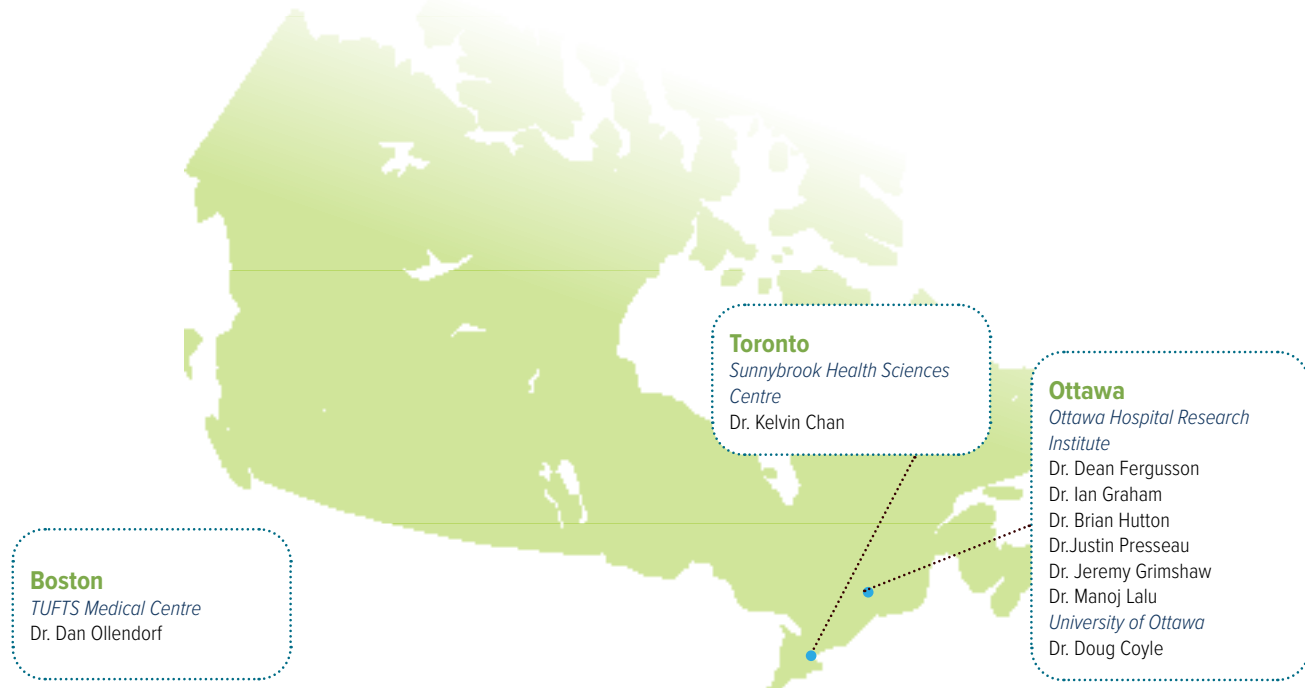 Toronto
Sunnybrook Health Sciences
Centre
Dr. Kelvin Chan
Ottawa
Ottawa Hospital Research
Institute
Dr. Dean Fergusson
Dr. Ian Graham
Dr. Brian Hutton
Dr.Justin Presseau
Dr. Jeremy Grimshaw
Dr. Manoj Lalu
University of Ottawa
Dr. Doug Coyle
Boston
TUFTS Medical Centre
Dr. Dan Ollendorf